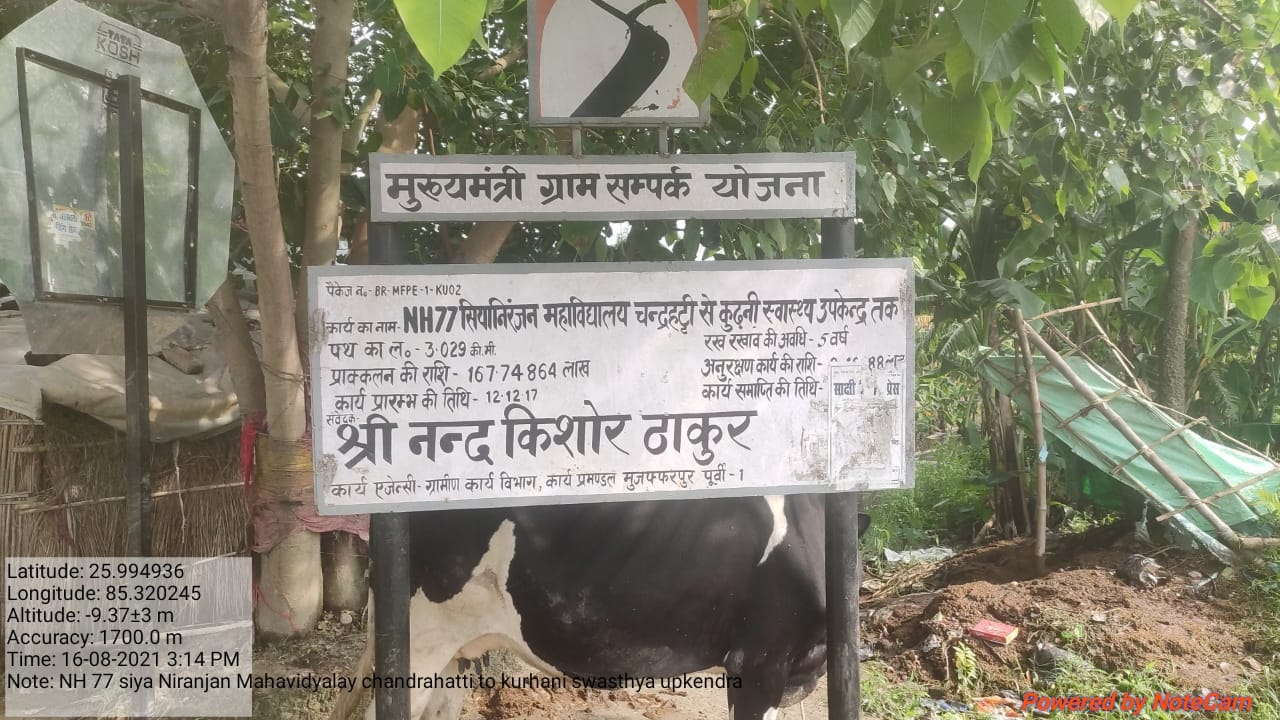 TATA
KOSH
मुख्यमंत्री ग्राम सम्पर्क योजना
पैकेज न०- BR-MFPE-1-KU02
कार्य का नाम- NH77 सियानिरंजन महाविद्यालय चन्द्रहट्टी से कुढ़नी स्वास्थ्य उपकेन्द्र तक
पथ का ल०- 3.029 की.मी.
रख रखाव की अवधि - 5 वर्ष
प्राक्कलन की राशि - 167.74864 लाख
अनुरक्षण कार्य की राशि -
कार्य प्रारम्भ की तिथि - 12.12.17
कार्य समाप्ति की तिथि -
संवेदक-
श्री नन्द किशोर ठाकुर
कार्य एजेन्सी- ग्रामीण कार्य विभाग, कार्य प्रमण्डल मुजफ्फरपुर पूर्वी - 1
Latitude: 25.994936
Longitude: 85.320245
Altitude: -9.37±3 m
Accuracy: 1700.0 m
Time: 16-08-2021 3:14 PM
Note: NH 77 siya Niranjan Mahavidyalay chandrahatti to kurhani swasthya upkendra
Powered by NoteCam